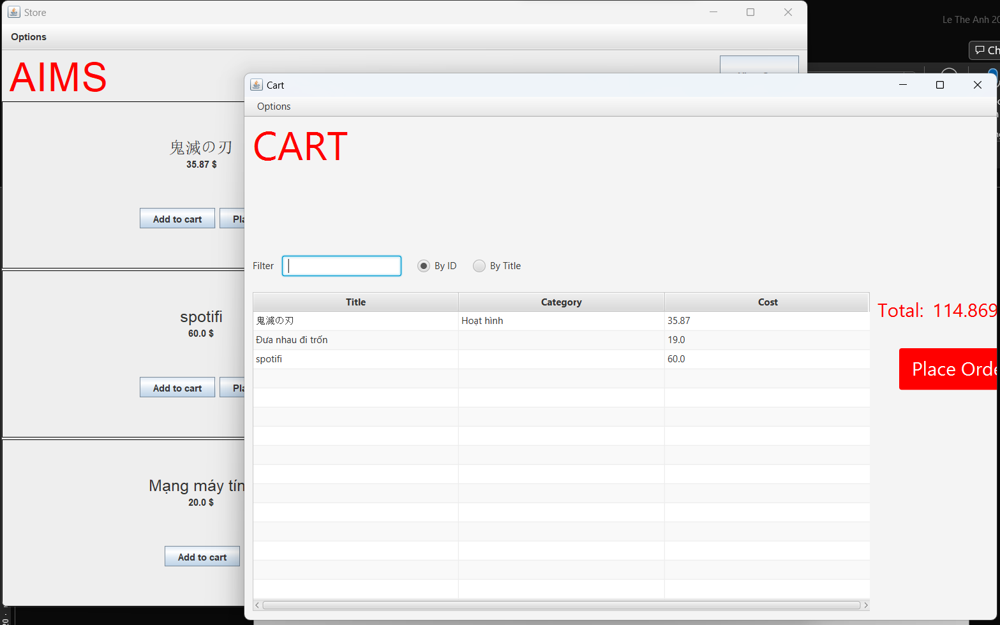 Store
Options
AIMS
Le The Anh 20
Ch
鬼滅の刃
35.87 $
Add to cart
Pla
spotifi
60.0 $
Add to cart
Pla
Mạng máy tín
20.0 $
Add to cart
Cart
Options
CART
Filter
By ID
By Title
Title Category Cost
鬼滅の刃 Hoạt hình 35.87
Đưa nhau đi trốn 19.0
spotifi 60.0
Total: 114.869
Place Orde